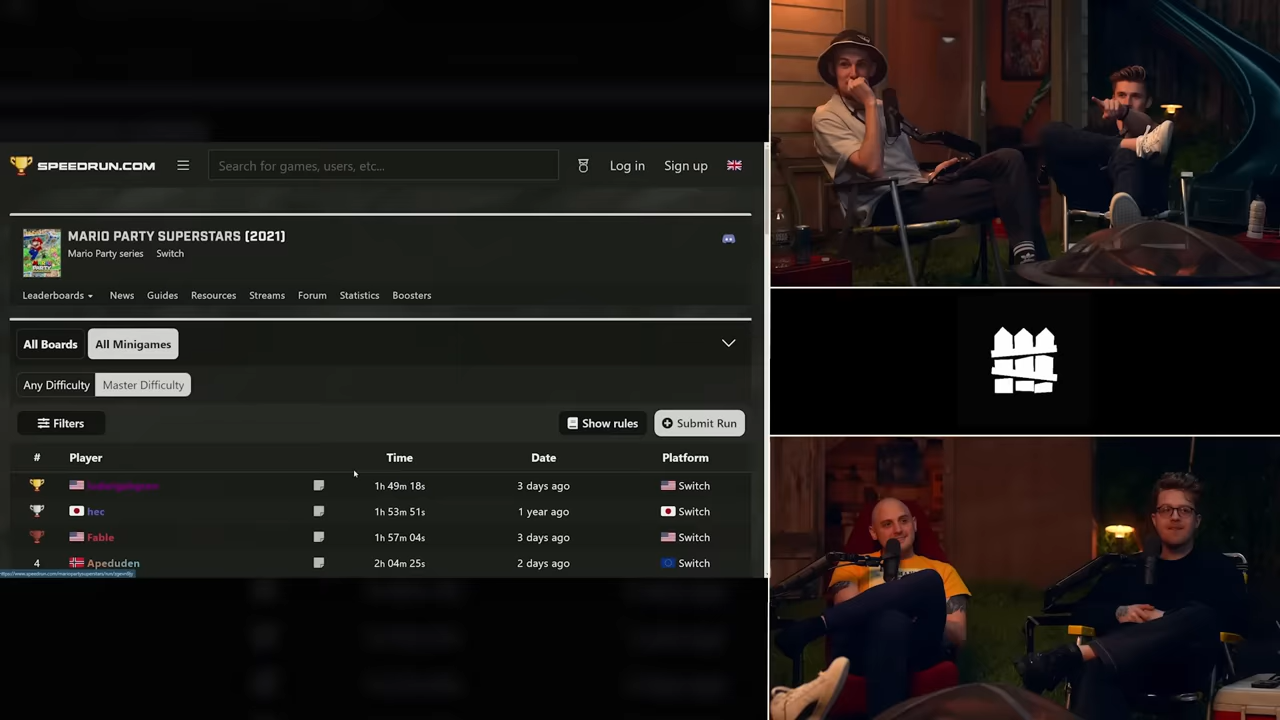 SPEEDRUN.COM
Search for games, users, etc...
Log in
Sign up
MARIO PARTY SUPERSTARS (2021)
Mario Party series Switch
Leaderboards News Guides Resources Streams Forum Statistics Boosters
All Boards All Minigames
Any Difficulty Master Difficulty
Filters
Show rules
Submit Run
# Player Time Date Platform
1h 49m 18s 3 days ago Switch
hec 1h 53m 51s 1 year ago Switch
Fable 1h 57m 04s 3 days ago Switch
4 Apeduden 2h 04m 25s 2 days ago Switch